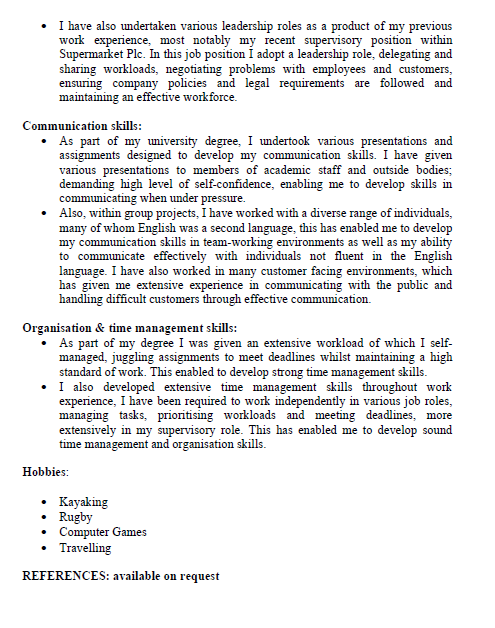 • I have also undertaken various leadership roles as a product of my previous
work experience, most notably my recent supervisory position within
Supermarket Plc. In this job position I adopt a leadership role, delegating and
sharing workloads, negotiating problems with employees and customers,
ensuring company policies and legal requirements are followed and
maintaining an effective workforce.
Communication skills:
• As part of my university degree, I undertook various presentations and
assignments designed to develop my communication skills. I have given
various presentations to members of academic staff and outside bodies;
demanding high level of self-confidence, enabling me to develop skills in
communicating when under pressure.
• Also, within group projects, I have worked with a diverse range of individuals,
many of whom English was a second language, this has enabled me to develop
my communication skills in team-working environments as well as my ability
to communicate effectively with individuals not fluent in the English
language. I have also worked in many customer facing environments, which
has given me extensive experience in communicating with the public and
handling difficult customers through effective communication.
Organisation & time management skills:
• As part of my degree I was given an extensive workload of which I self-
managed, juggling assignments to meet deadlines whilst maintaining a high
standard of work. This enabled to develop strong time management skills.
• I also developed extensive time management skills throughout work
experience, I have been required to work independently in various job roles,
managing tasks, prioritising workloads and meeting deadlines, more
extensively in my supervisory role. This has enabled me to develop sound
time management and organisation skills.
Hobbies:
• Kayaking
• Rugby
• Computer Games
• Travelling
REFERENCES: available on request